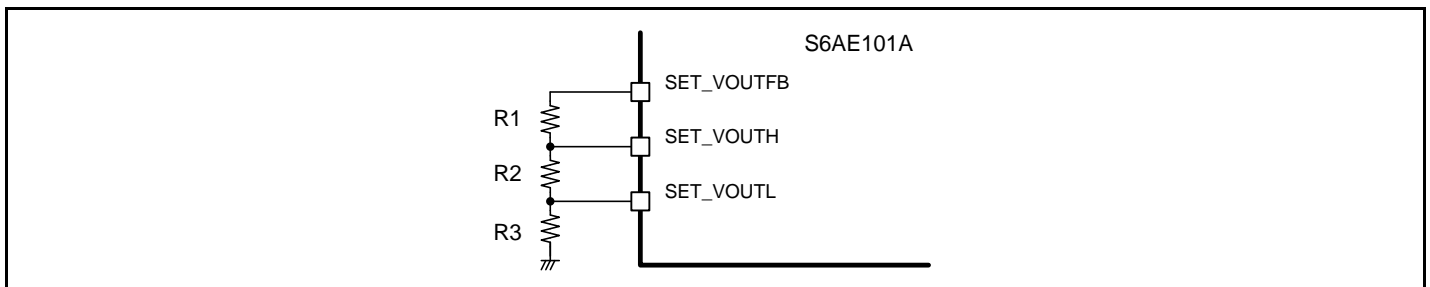 S6AE101A
SET_VOUTFB
R1
SET_VOUTH
R2
SET_VOUTL
R3